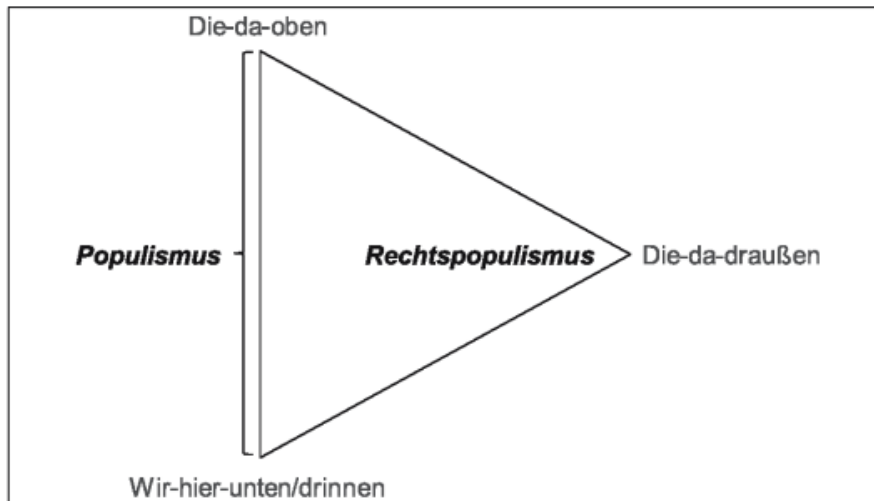 Die-da-oben
Populismus
Rechtspopulismus
Die-da-draußen
Wir-hier-unten/drinnen